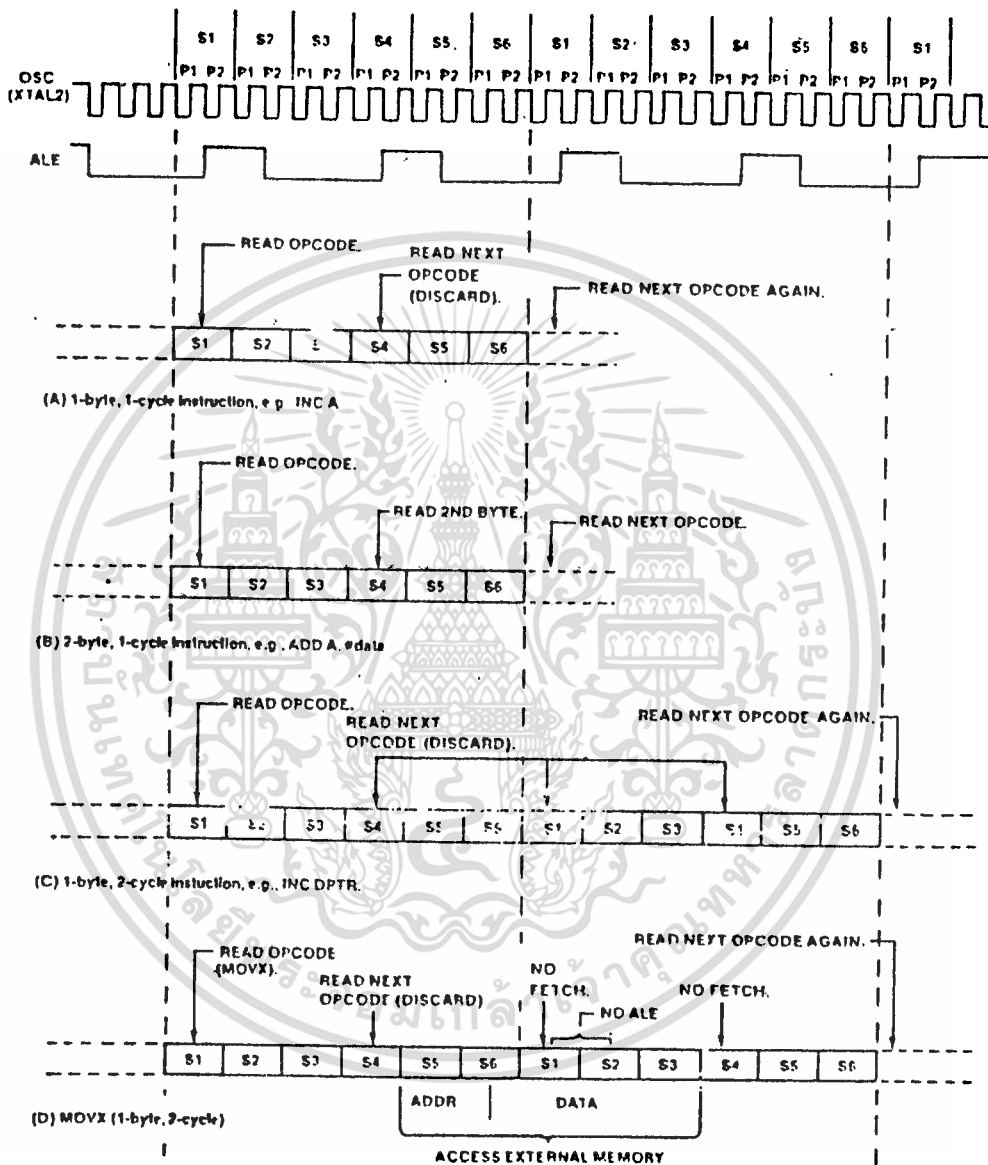 S1 S2 S3 S4 S5 S6 S1 S2 S3 S4 S5 S6 S1
P1 P2 P1 P2 P1 P2 P1 P2 P1 P2 P1 P2 P1 P2 P1 P2 P1 P2 P1 P2 P1 P2 P1 P2 P1 P2
OSC
(XTAL2)
ALE
READ OPCODE.
READ NEXT
OPCODE
(DISCARD).
READ NEXT OPCODE AGAIN.
S1 S2 S4 S5 S6
(A) 1-byte, 1-cycle instruction, e.g. INC A
READ OPCODE.
READ 2ND BYTE.
READ NEXT OPCODE.
S1 S2 S3 S4 S5 S6
(B) 2-byte, 1-cycle instruction, e.g., ADD A, #data
READ OPCODE.
READ NEXT
OPCODE (DISCARD).
READ NEXT OPCODE AGAIN.
S1 S3 S4 S5 S1 S2 S3 S5 S6
(C) 1-byte, 2-cycle instuction, e.g., INC DPTR.
READ OPCODE
(MOVX).
READ NEXT
OPCODE (DISCARD)
NO
FETCH.
NO ALE
NO FETCH.
READ NEXT OPCODE AGAIN.
S1 S2 S3 S4 S5 S6 S1 S2 S3 S4 S5 S6
ADDR DATA
(D) MOVX (1-byte, 2-cycle)
ACCESS EXTERNAL MEMORY